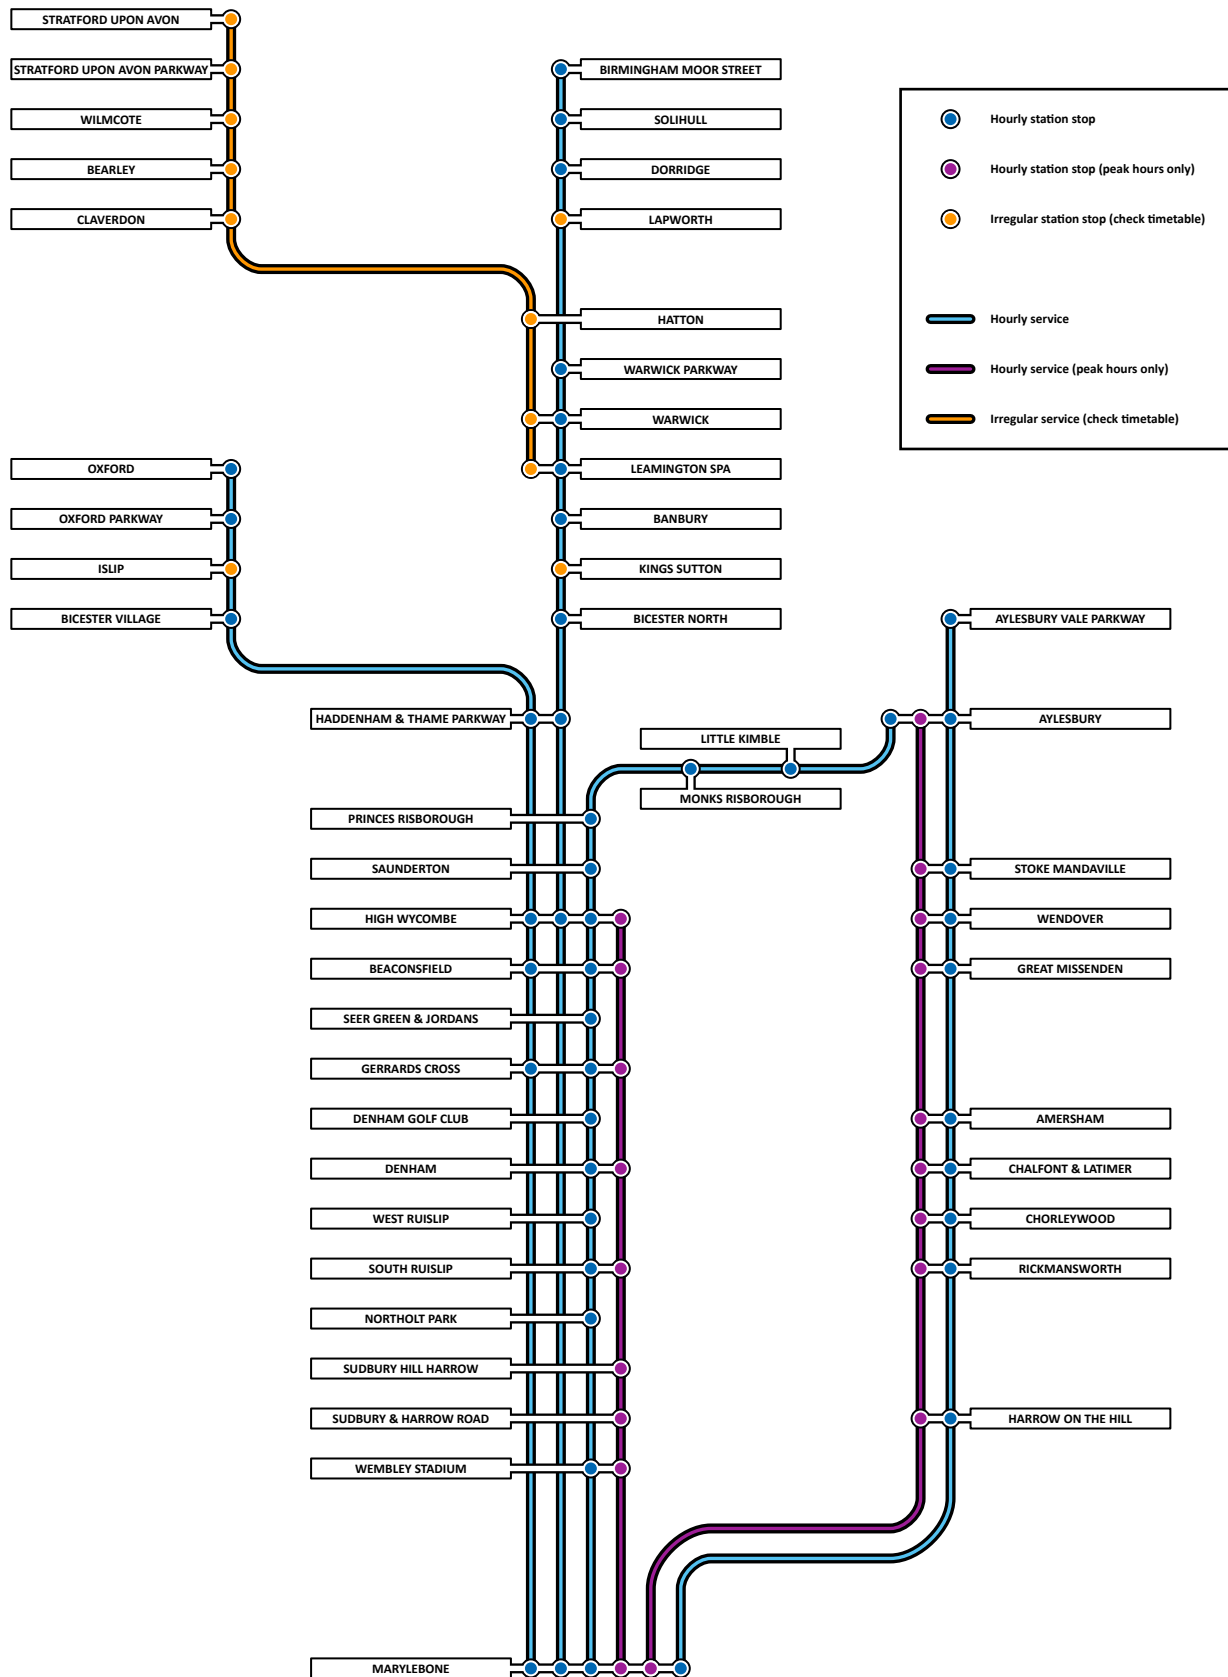 STRATFORD UPON AVON
STRATFORD UPON AVON PARKWAY
WILMCOTE
BEARLEY
CLAVERDON
BIRMINGHAM MOOR STREET
SOLIHULL
DORRIDGE
LAPWORTH
HATTON
WARWICK PARKWAY
WARWICK
LEAMINGTON SPA
BANBURY
KINGS SUTTON
BICESTER NORTH
Hourly station stop
Hourly station stop (peak hours only)
Irregular station stop (check timetable)
Hourly service
Hourly service (peak hours only)
Irregular service (check timetable)
OXFORD
OXFORD PARKWAY
ISLIP
BICESTER VILLAGE
HADDENHAM & THAME PARKWAY
LITTLE KIMBLE
MONKS RISBOROUGH
PRINCES RISBOROUGH
SAUNDERTON
HIGH WYCOMBE
BEACONSFIELD
SEER GREEN & JORDANS
GERRARDS CROSS
DENHAM GOLF CLUB
DENHAM
WEST RUISLIP
SOUTH RUISLIP
NORTHOLT PARK
SUDBURY HILL HARROW
SUDBURY & HARROW ROAD
WEMBLEY STADIUM
MARYLEBONE
AYLESBURY VALE PARKWAY
AYLESBURY
STOKE MANDAVILLE
WENDOVER
GREAT MISSENDEN
AMERSHAM
CHALFONT & LATIMER
CHORLEYWOOD
RICKMANSWORTH
HARROW ON THE HILL